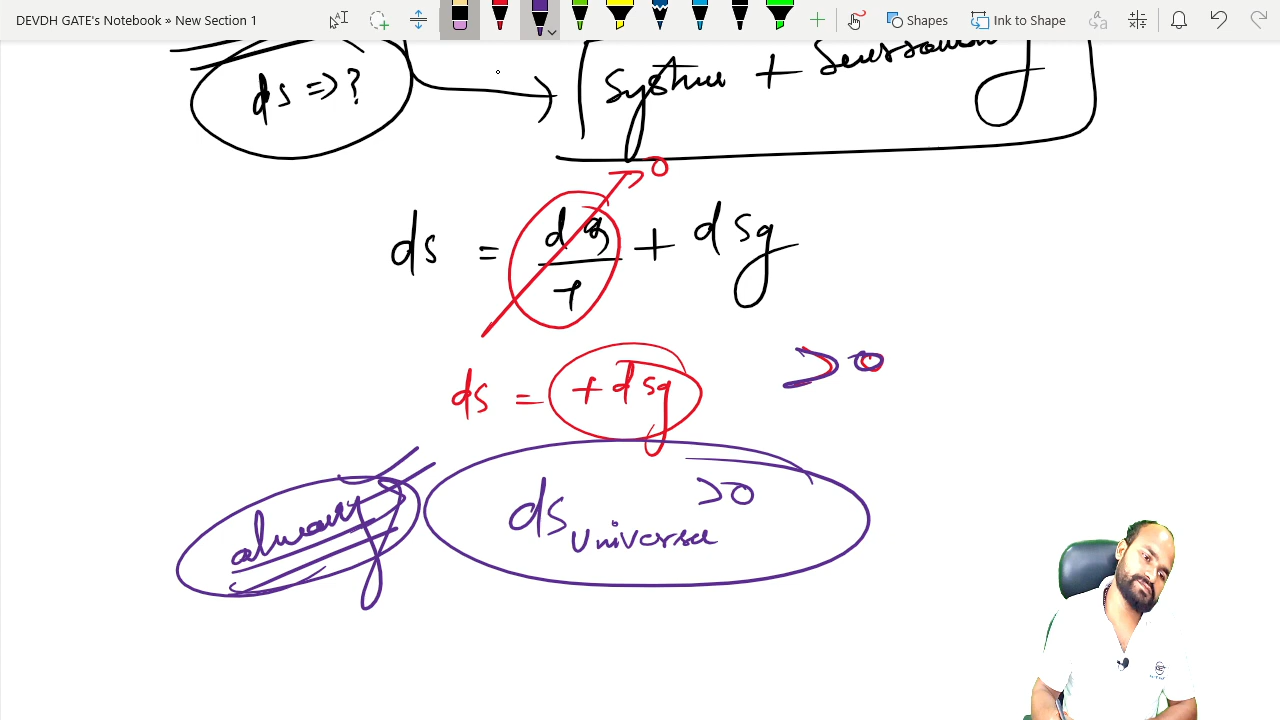 DEVDH GATE's Notebook » New Section 1
Shapes
Ink to Shape
ds => ?
System + Surrounding
ds = dQ/T + dSg
0
ds = + dsg >0
always ds universe >0